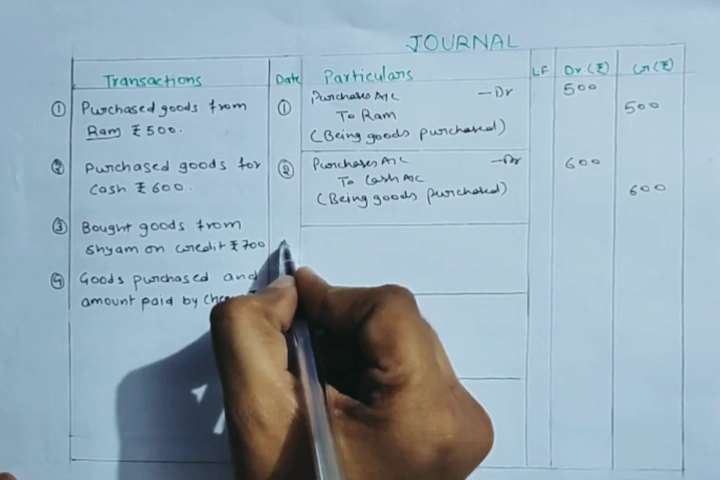 JOURNAL
Transactions Date Particulars LF Dr.(₹) Cr(₹)
① Purchased goods from
Ram ₹500.
② Purchased goods for
cash ₹600.
③ Bought goods from
Shyam on credit ₹700
④ Goods purchased and
amount paid by
① Purchases A/c —Dr 500
To Ram 500
(Being goods purchased)
② Purchases A/c —Dr 600
To Cash A/c 600
(Being goods purchased)